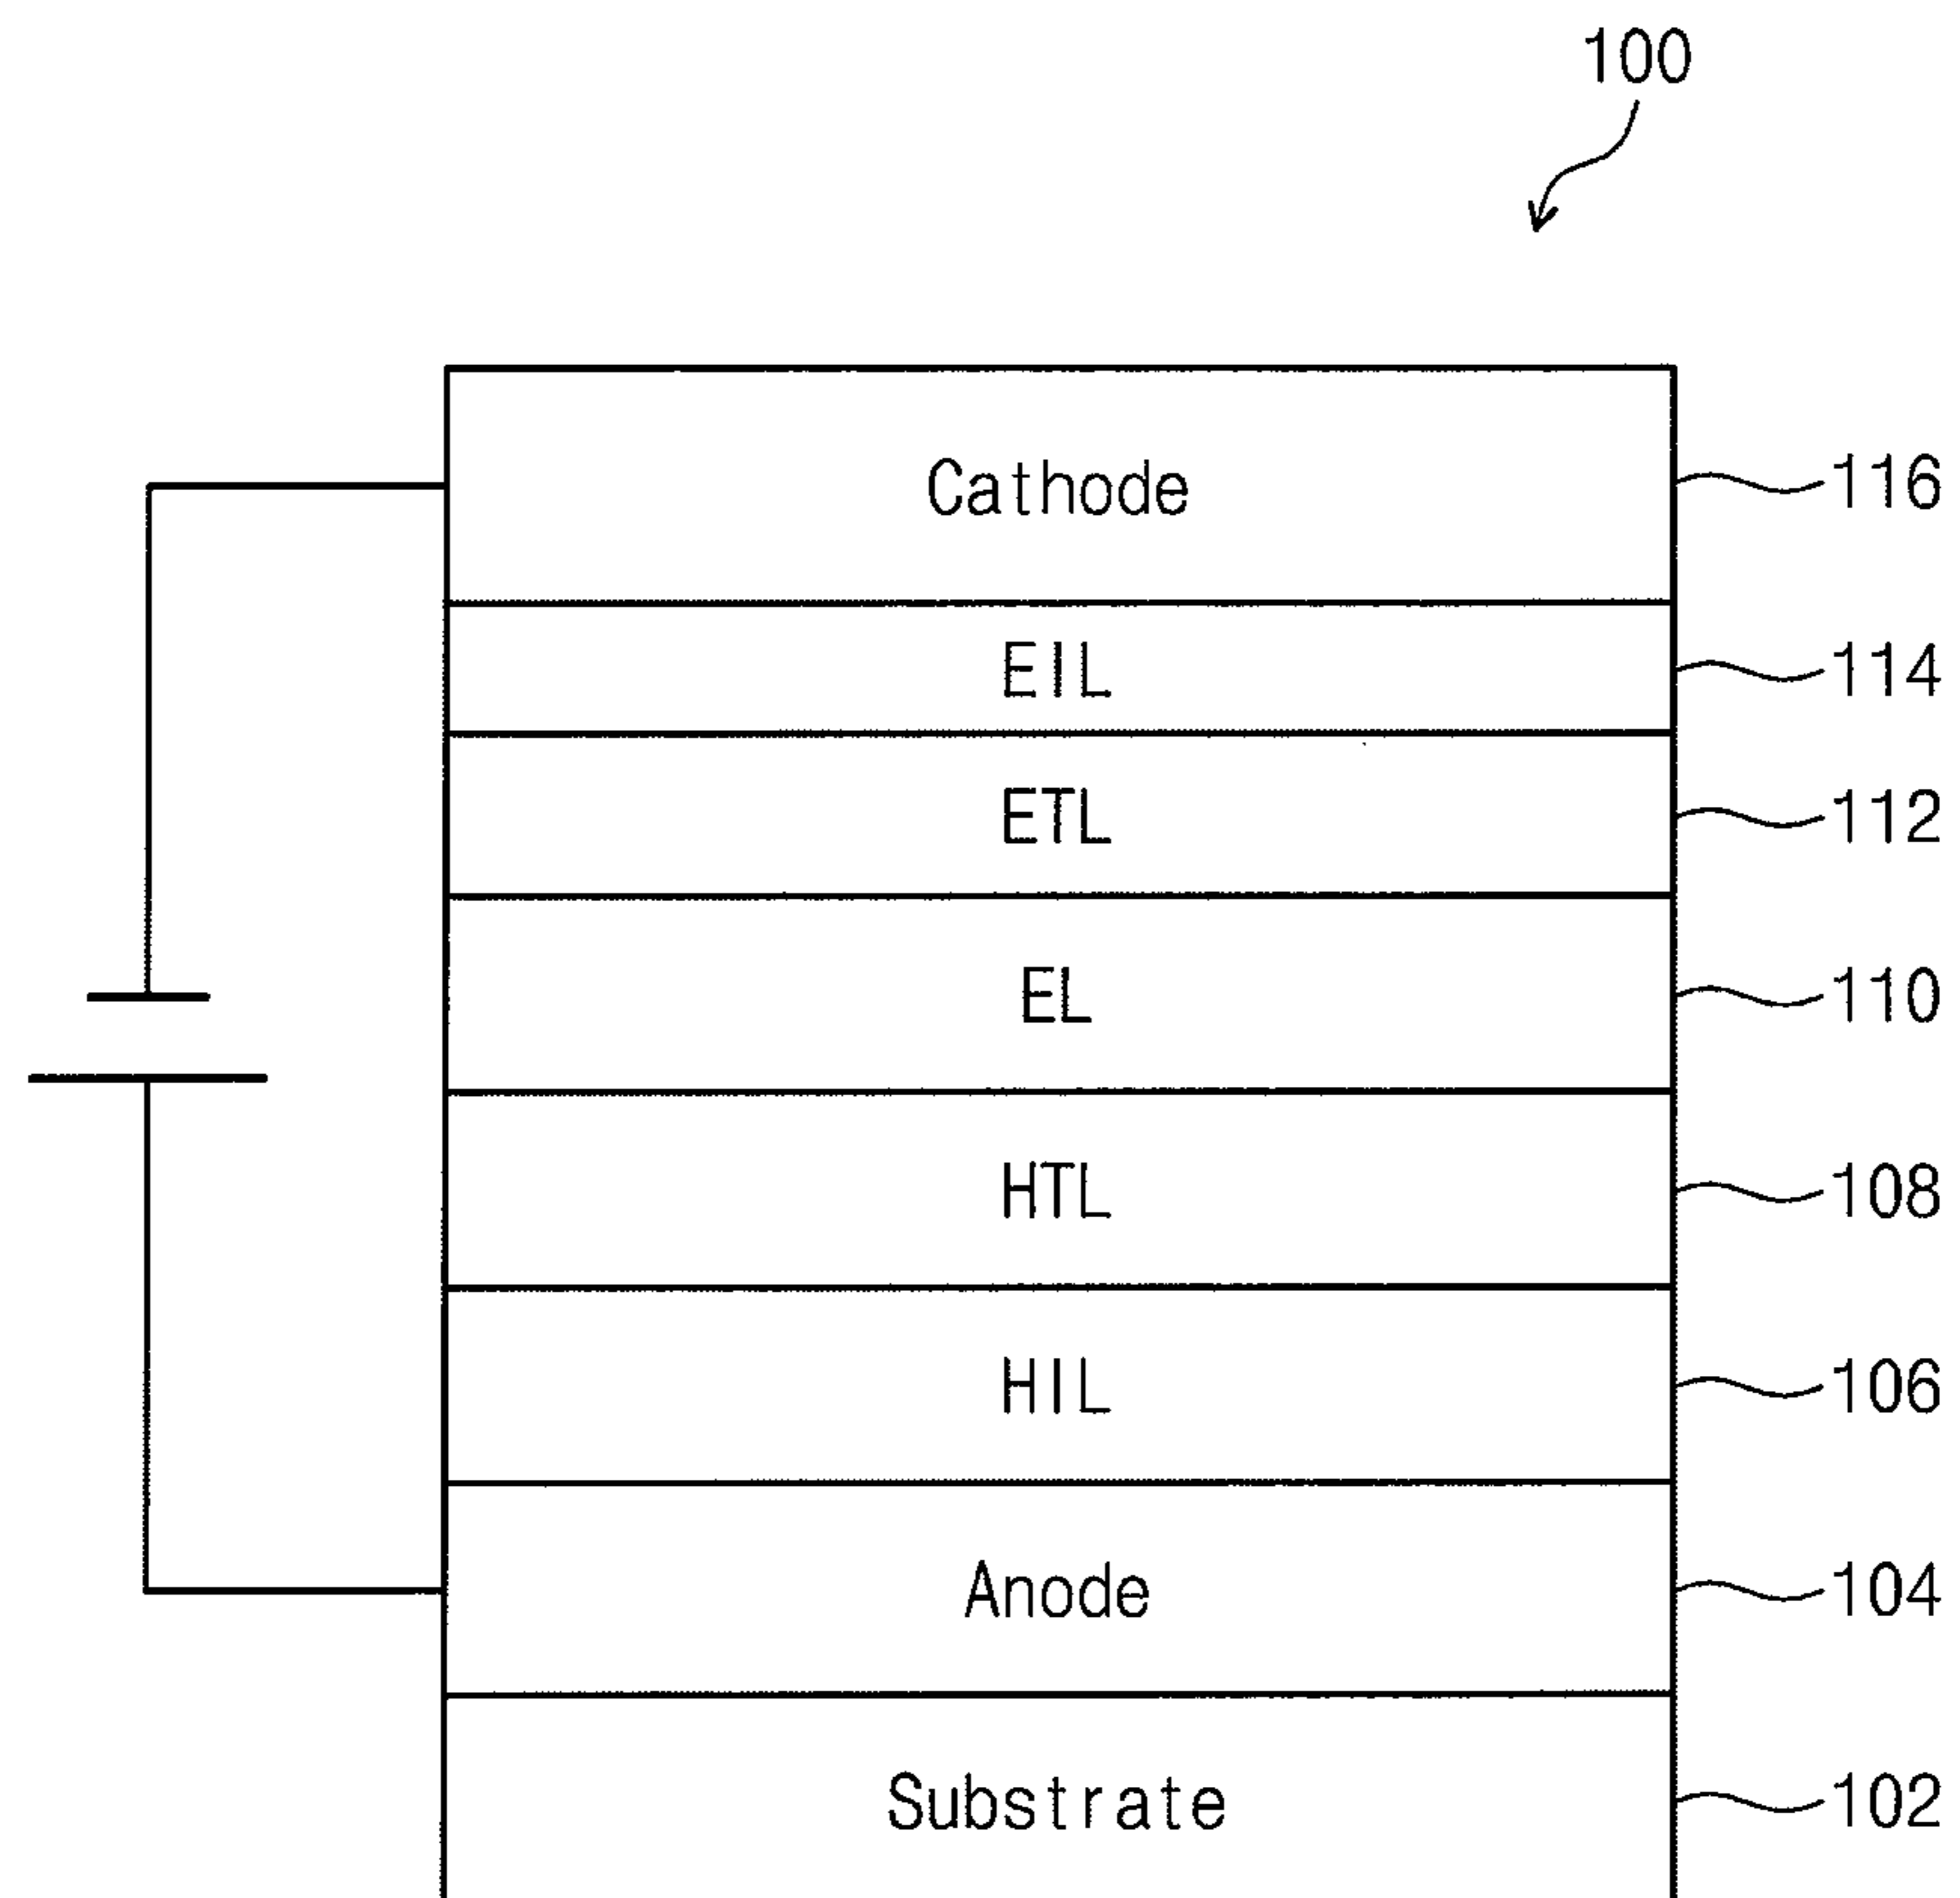 100
Cathode 116
EIL 114
ETL 112
EL 110
HTL 108
HIL 106
Anode 104
Substrate 102